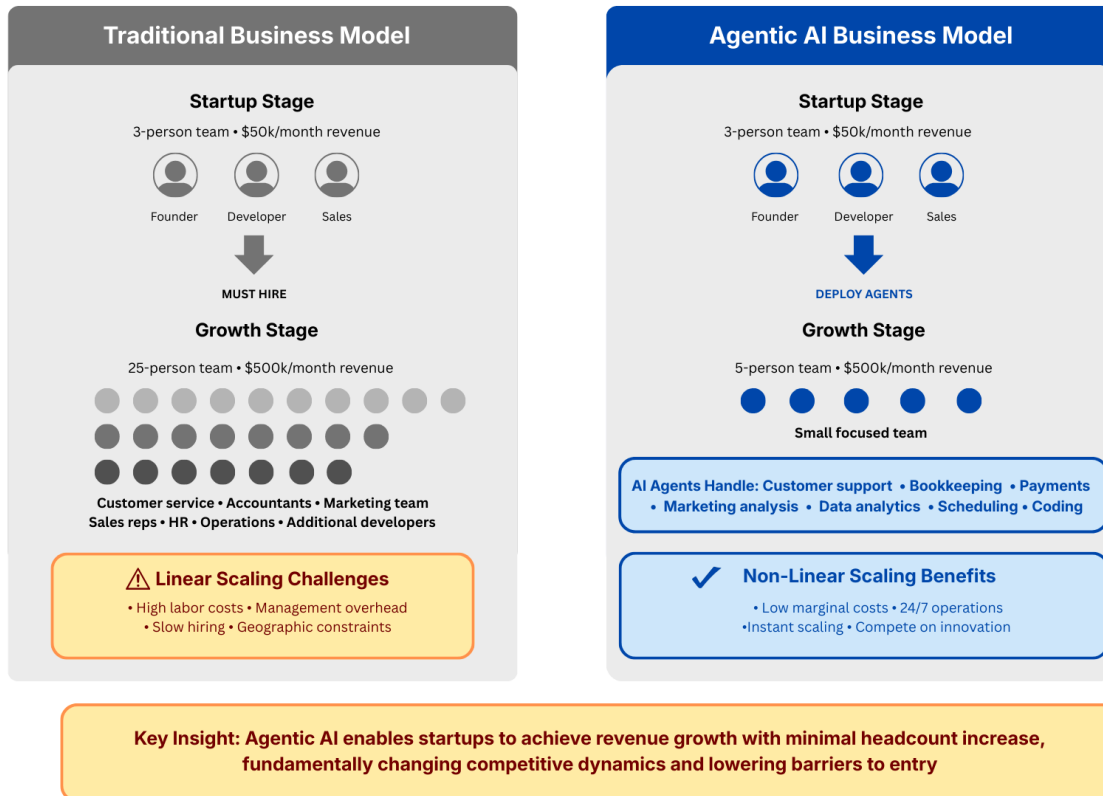 Traditional Business Model
Startup Stage
3-person team • $50k/month revenue
Founder
Developer
Sales
MUST HIRE
Growth Stage
25-person team • $500k/month revenue
Customer service • Accountants • Marketing team
Sales reps • HR • Operations • Additional developers
Linear Scaling Challenges
• High labor costs • Management overhead
• Slow hiring • Geographic constraints
Agentic AI Business Model
Startup Stage
3-person team • $50k/month revenue
Founder
Developer
Sales
DEPLOY AGENTS
Growth Stage
5-person team • $500k/month revenue
Small focused team
AI Agents Handle: Customer support • Bookkeeping • Payments
• Marketing analysis • Data analytics • Scheduling • Coding
Non-Linear Scaling Benefits
• Low marginal costs • 24/7 operations
•Instant scaling • Compete on innovation
Key Insight: Agentic AI enables startups to achieve revenue growth with minimal headcount increase,
fundamentally changing competitive dynamics and lowering barriers to entry